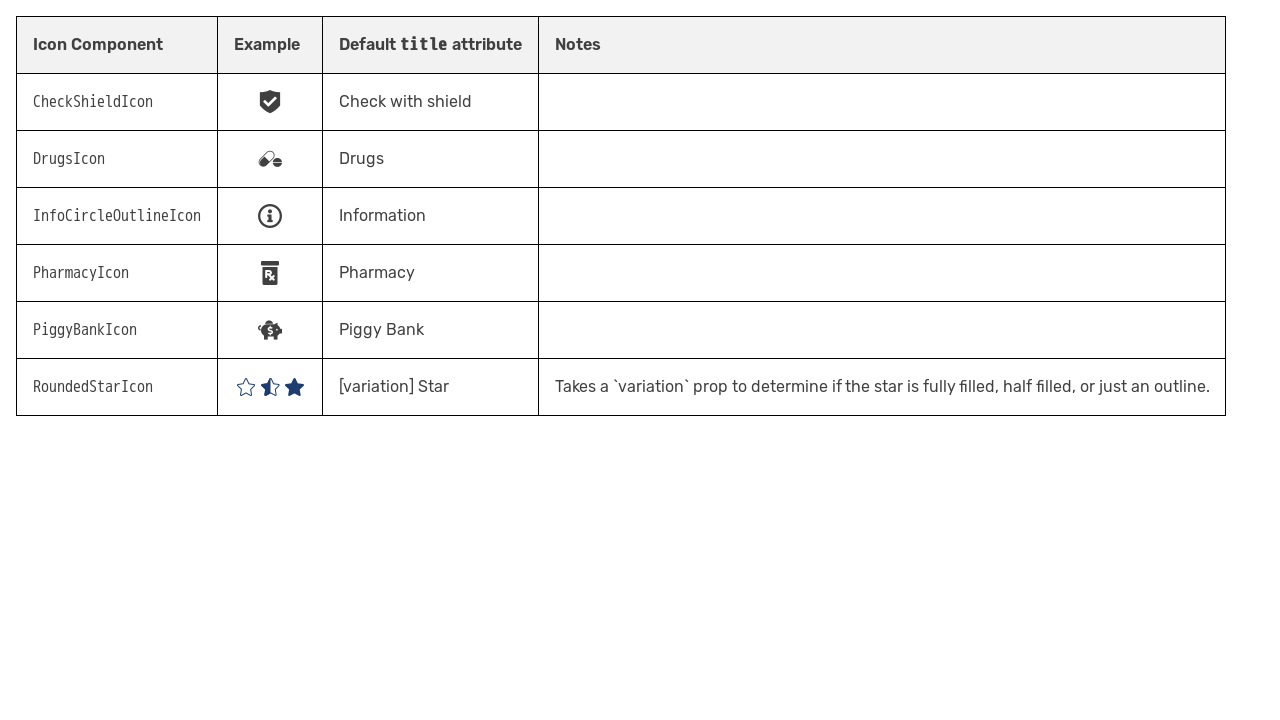 Icon Component Example Default title attribute Notes
CheckShieldIcon Check with shield
DrugsIcon Drugs
InfoCircleOutlineIcon Information
PharmacyIcon Pharmacy
PiggyBankIcon Piggy Bank
RoundedStarIcon [variation] Star Takes a `variation` prop to determine if the star is fully filled, half filled, or just an outline.